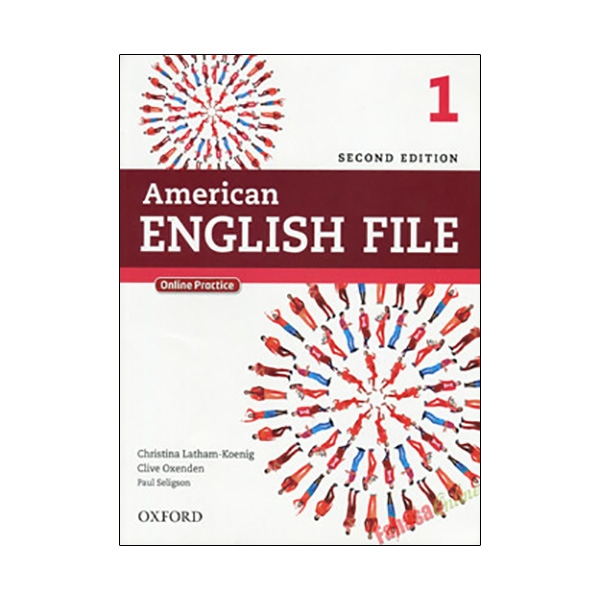 1
SECOND EDITION
American
ENGLISH FILE
Online Practice
Christina Latham-Koenig
Clive Oxenden
Paul Seligson
OXFORD